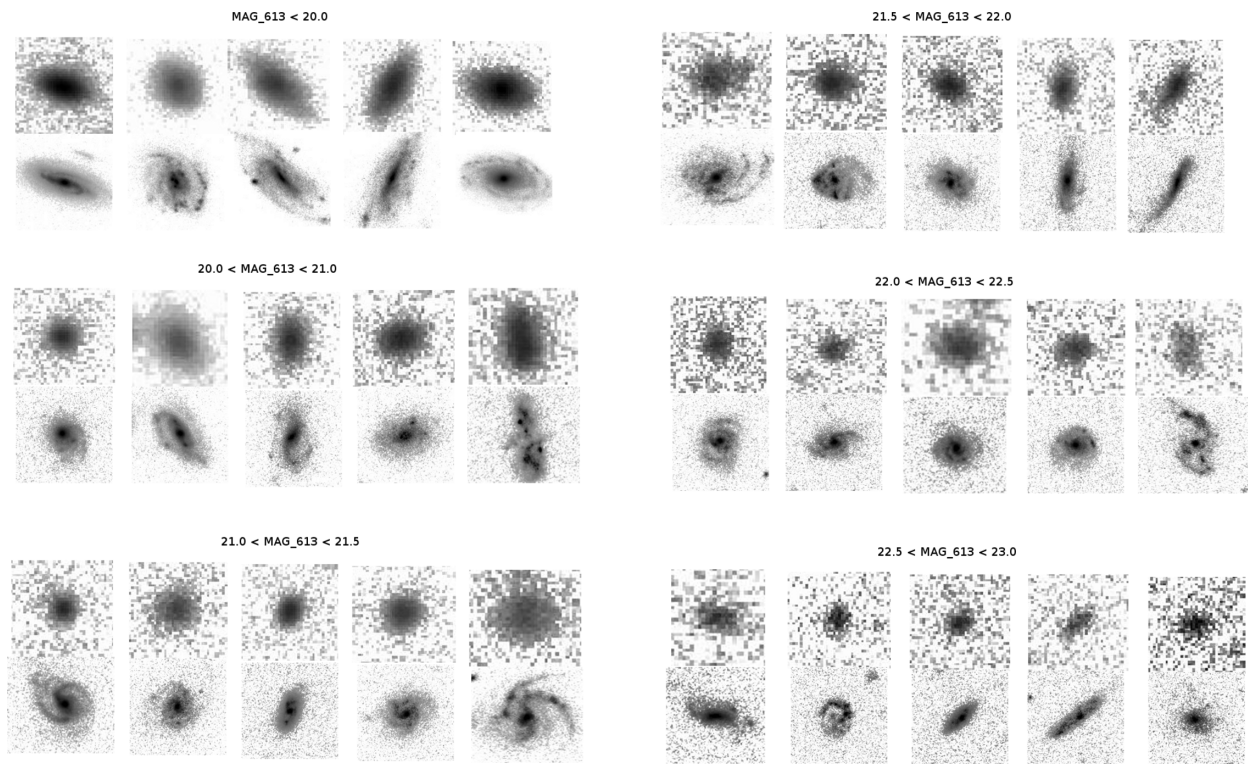 MAG_613 < 20.0
20.0 < MAG_613 < 21.0
21.0 < MAG_613 < 21.5
21.5 < MAG_613 < 22.0
22.0 < MAG_613 < 22.5
22.5 < MAG_613 < 23.0